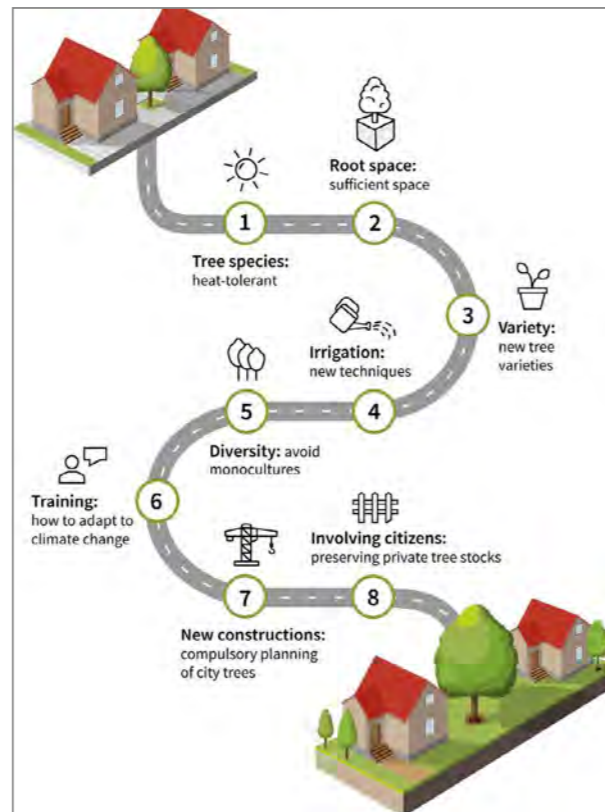 1
Tree species:
heat-tolerant
Root space:
sufficient space
2
3
Variety:
new tree
varieties
Irrigation:
new techniques
4
5
Diversity: avoid
monocultures
Training:
how to adapt to
climate change
6
7
New constructions:
compulsory planning
of city trees
Involving citizens:
preserving private tree stocks
8